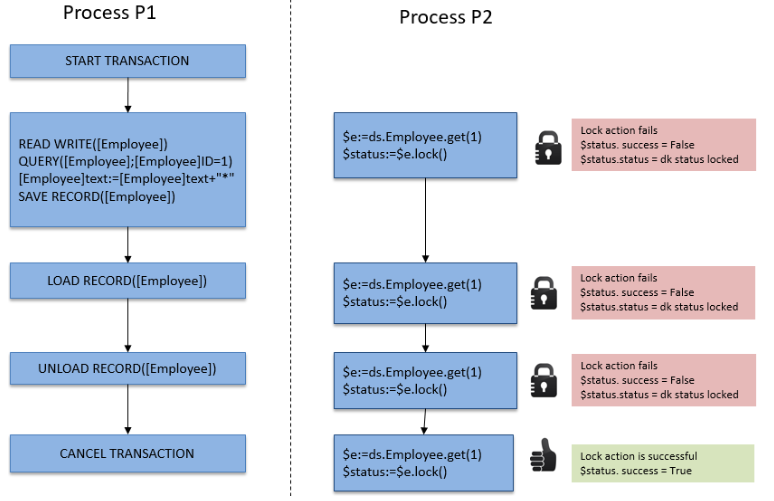 Process P1
START TRANSACTION
READ WRITE([Employee])
QUERY([Employee];[Employee]ID=1)
[Employee]text:=[Employee]text+"*"
SAVE RECORD([Employee])
LOAD RECORD([Employee])
UNLOAD RECORD([Employee])
CANCEL TRANSACTION
Process P2
$e:=ds.Employee.get(1)
$status:=$e.lock()
Lock action fails
$status. success = False
$status.status = dk status locked
$e:=ds.Employee.get(1)
$status:=$e.lock()
Lock action fails
$status. success = False
$status.status = dk status locked
$e:=ds.Employee.get(1)
$status:=$e.lock()
Lock action fails
$status. success = False
$status.status = dk status locked
$e:=ds.Employee.get(1)
$status:=$e.lock()
Lock action is successful
$status. success = True